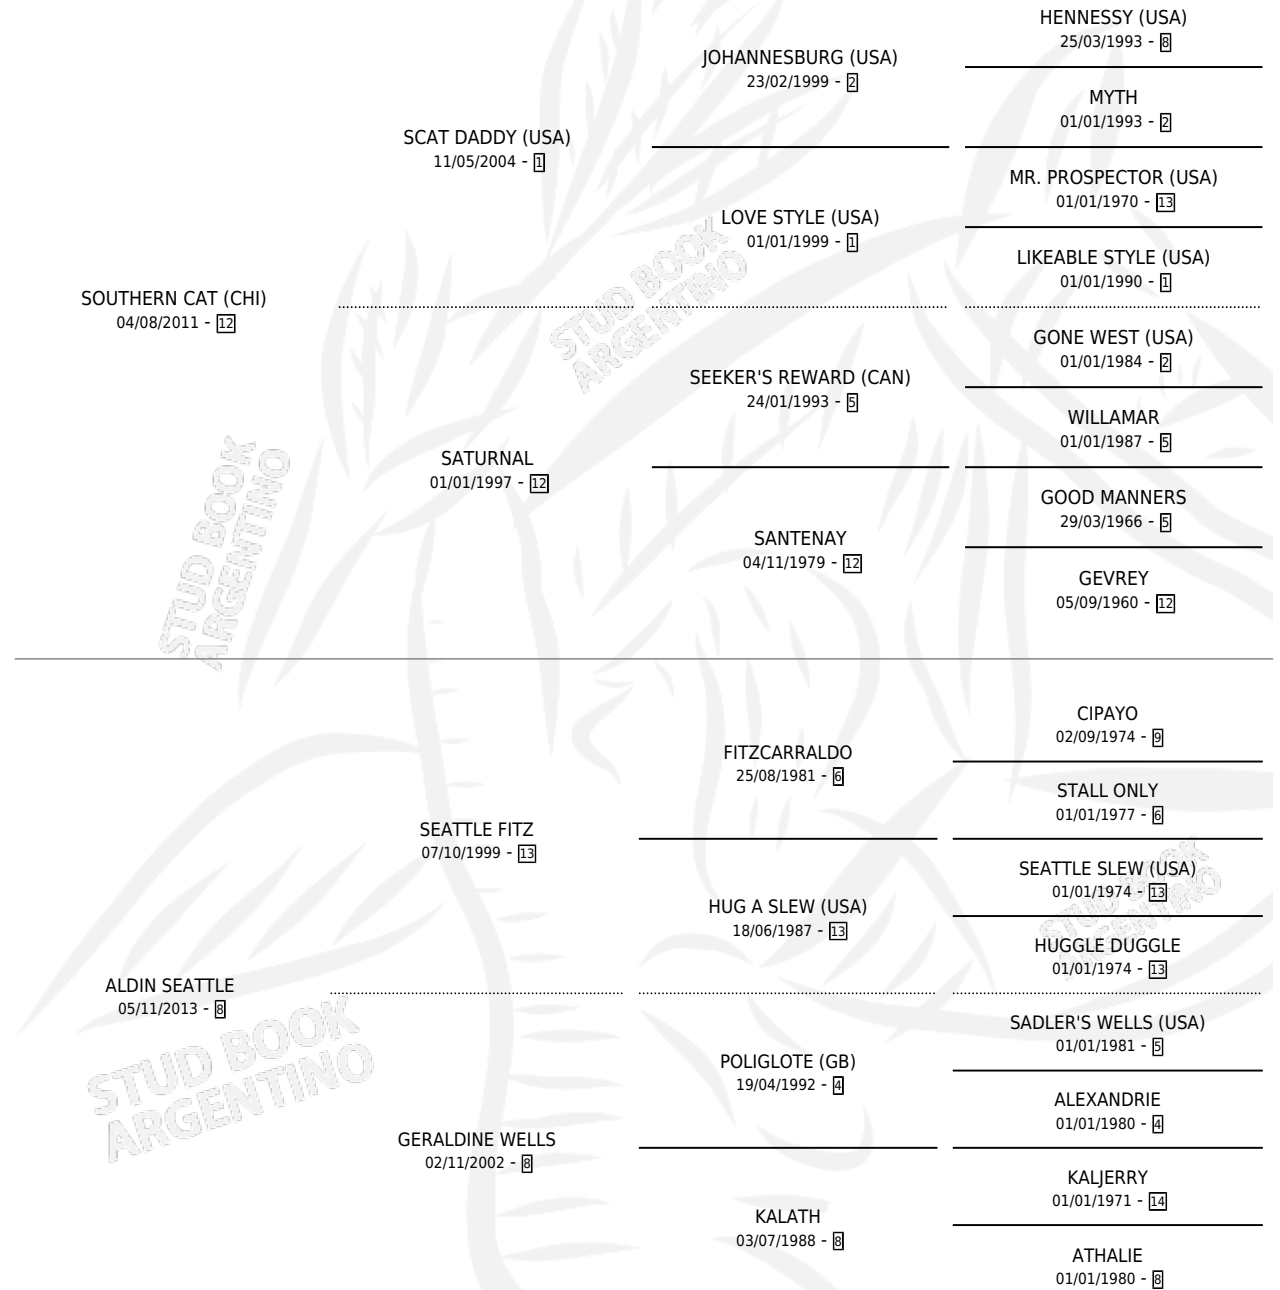 HENNESSY (USA)
25/03/1993 - 8
JOHANNESBURG (USA)
23/02/1999 - 2
MYTH
01/01/1993 - 2
SCAT DADDY (USA)
11/05/2004 - 1
MR. PROSPECTOR (USA)
01/01/1970 - 13
LOVE STYLE (USA)
01/01/1999 - 1
LIKEABLE STYLE (USA)
01/01/1990 - 1
SOUTHERN CAT (CHI)
04/08/2011 - 12
STUD BOOK
ARGENTINO
GONE WEST (USA)
01/01/1984 - 2
SEEKER'S REWARD (CAN)
24/01/1993 - 5
WILLAMAR
01/01/1987 - 5
SATURNAL
01/01/1997 - 12
GOOD MANNERS
29/03/1966 - 5
SANTENAY
04/11/1979 - 12
GEVREY
05/09/1960 - 12
STUD BOOK
ARGENTINO
CIPAYO
02/09/1974 - 9
FITZCARRALDO
25/08/1981 - 6
STALL ONLY
01/01/1977 - 6
SEATTLE FITZ
07/10/1999 - 13
SEATTLE SLEW (USA)
01/01/1974 - 13
HUG A SLEW (USA)
18/06/1987 - 13
STUD BOOK
ARGENTINO
HUGGLE DUGGLE
01/01/1974 - 13
ALDIN SEATTLE
05/11/2013 - 8
SADLER'S WELLS (USA)
01/01/1981 - 5
POLIGLOTE (GB)
19/04/1992 - 4
STUD BOOK
ARGENTINO
ALEXANDRIE
01/01/1980 - 4
GERALDINE WELLS
02/11/2002 - 8
KALJERRY
01/01/1971 - 14
KALATH
03/07/1988 - 8
ATHALIE
01/01/1980 - 8